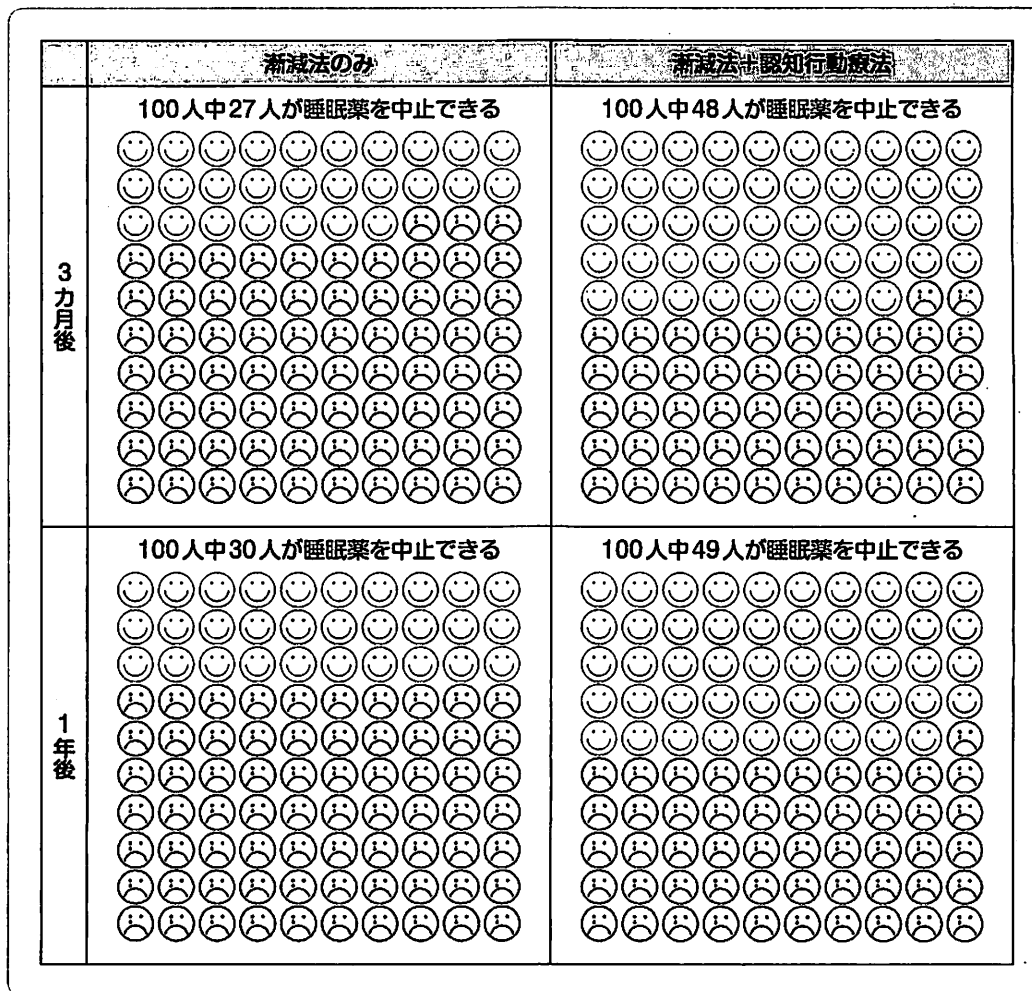 漸減法のみ
漸減法+認知行動療法
3カ月後
100人中27人が睡眠薬を中止できる
100人中48人が睡眠薬を中止できる
1年後
100人中30人が睡眠薬を中止できる
100人中49人が睡眠薬を中止できる